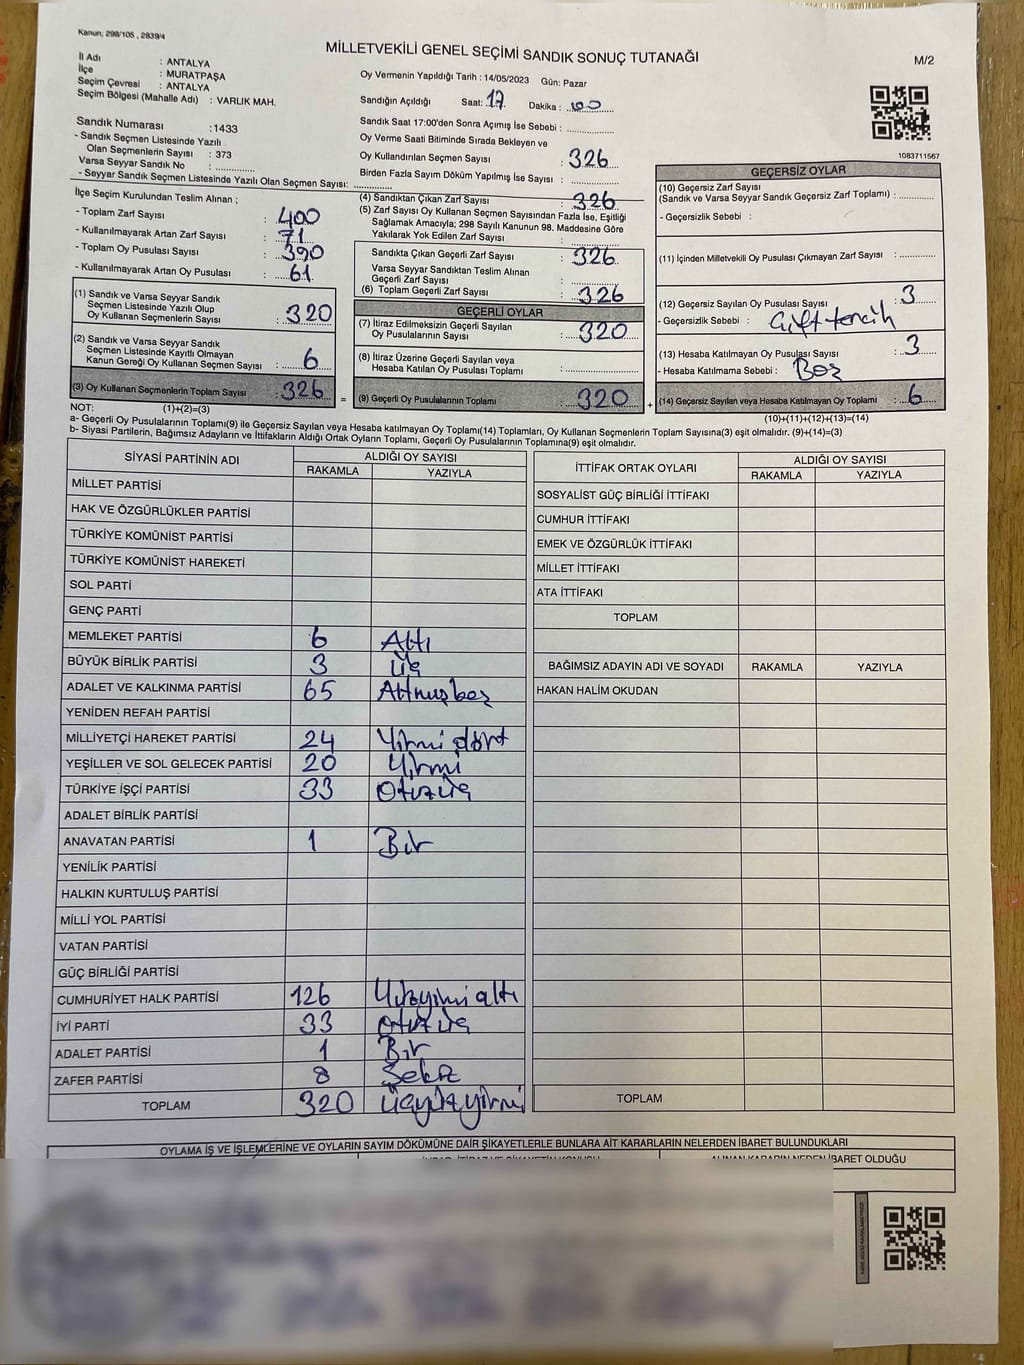 Kanun; 298/105 , 2839/4
MİLLETVEKİLİ GENEL SEÇİMİ SANDIK SONUÇ TUTANAĞI
M/2
İl Adı : ANTALYA
İlçe : MURATPAŞA
Seçim Çevresi : ANTALYA
Seçim Bölgesi (Mahalle Adı) : VARLIK MAH.
Oy Vermenin Yapıldığı Tarih : 14/05/2023 Gün: Pazar
Sandığın Açıldığı Saat: 17 Dakika : 00
Sandık Saat 17:00'den Sonra Açımış İse Sebebi :
Oy Verme Saati Bitiminde Sırada Bekleyen ve
Oy Kullandırılan Seçmen Sayısı : 326
Birden Fazla Sayım Döküm Yapılmış İse Sayısı :
1083711567
Sandık Numarası :1433
- Sandık Seçmen Listesinde Yazılı
Olan Seçmenlerin Sayısı : 373
Varsa Seyyar Sandık No :
- Seyyar Sandık Seçmen Listesinde Yazılı Olan Seçmen Sayısı:
İlçe Seçim Kurulundan Teslim Alınan ;
- Toplam Zarf Sayısı : 400
- Kullanılmayarak Artan Zarf Sayısı : 71
- Toplam Oy Pusulası Sayısı : 390
- Kullanılmayarak Artan Oy Pusulası : 61
(1) Sandık ve Varsa Seyyar Sandık
Seçmen Listesinde Yazılı Olup
Oy Kullanan Seçmenlerin Sayısı : 320
(2) Sandık ve Varsa Seyyar Sandık
Seçmen Listesinde Kayıtlı Olmayan
Kanun Gereği Oy Kullanan Seçmen Sayısı : 6
(3) Oy Kullanan Seçmenlerin Toplam Sayısı : 326
(1)+(2)=(3)
(4) Sandıktan Çıkan Zarf Sayısı : 326
(5) Zarf Sayısı Oy Kullanan Seçmen Sayısından Fazla İse, Eşitliği
Sağlamak Amacıyla; 298 Sayılı Kanunun 98. Maddesine Göre
Yakılarak Yok Edilen Zarf Sayısı :
Sandıkta Çıkan Geçerli Zarf Sayısı : 326
Varsa Seyyar Sandıktan Teslim Alınan
Geçerli Zarf Sayısı :
(6) Toplam Geçerli Zarf Sayısı : 326
GEÇERLİ OYLAR
(7) İtiraz Edilmeksizin Geçerli Sayılan
Oy Pusulalarının Sayısı : 320
(8) İtiraz Üzerine Geçerli Sayılan veya
Hesaba Katılan Oy Pusulası Toplamı :
= (9) Geçerli Oy Pusulalarının Toplamı : 320 +
GEÇERSİZ OYLAR
(10) Geçersiz Zarf Sayısı
(Sandık ve Varsa Seyyar Sandık Geçersiz Zarf Toplamı) :
- Geçersizlik Sebebi :
(11) İçinden Milletvekili Oy Pusulası Çıkmayan Zarf Sayısı :
(12) Geçersiz Sayılan Oy Pusulası Sayısı : 3
- Geçersizlik Sebebi : Çift tercih
(13) Hesaba Katılmayan Oy Pusulası Sayısı : 3
- Hesaba Katılmama Sebebi : Boş
(14) Geçersiz Sayılan veya Hesaba Katılmayan Oy Toplamı : 6
(10)+(11)+(12)+(13)=(14)
NOT:
a- Geçerli Oy Pusulalarının Toplamı(9) ile Geçersiz Sayılan veya Hesaba Katılmayan Oy Toplamı(14) Toplamları, Oy Kullanan Seçmenlerin Toplam Sayısına(3) eşit olmalıdır. (9)+(14)=(3)
b- Siyasi Partilerin, Bağımsız Adayların ve İttifakların Aldığı Ortak Oyların Toplamı, Geçerli Oy Pusulalarının Toplamına(9) eşit olmalıdır.
SİYASİ PARTİNİN ADI ALDIĞI OY SAYISI
RAKAMLA YAZIYLA
MİLLET PARTİSİ
HAK VE ÖZGÜRLÜKLER PARTİSİ
TÜRKİYE KOMÜNİST PARTİSİ
TÜRKİYE KOMÜNİST HAREKETİ
SOL PARTİ
GENÇ PARTİ
MEMLEKET PARTİSİ 6 Altı
BÜYÜK BİRLİK PARTİSİ 3 Üç
ADALET VE KALKINMA PARTİSİ 65 Altmışbeş
YENİDEN REFAH PARTİSİ
MİLLİYETÇİ HAREKET PARTİSİ 24 Yirmi dört
YEŞİLLER VE SOL GELECEK PARTİSİ 20 Yirmi
TÜRKİYE İŞÇİ PARTİSİ 33 Otuzüç
ADALET BİRLİK PARTİSİ
ANAVATAN PARTİSİ 1 Bir
YENİLİK PARTİSİ
HALKIN KURTULUŞ PARTİSİ
MİLLİ YOL PARTİSİ
VATAN PARTİSİ
GÜÇ BİRLİĞİ PARTİSİ
CUMHURİYET HALK PARTİSİ 126 altı
İYİ PARTİ 33 Otuzüç
ADALET PARTİSİ 1 Bir
ZAFER PARTİSİ 8 Sekiz
TOPLAM 320 Üçyüzyirmi
İTTİFAK ORTAK OYLARI ALDIĞI OY SAYISI
RAKAMLA YAZIYLA
SOSYALİST GÜÇ BİRLİĞİ İTTİFAKI
CUMHUR İTTİFAKI
EMEK VE ÖZGÜRLÜK İTTİFAKI
MİLLET İTTİFAKI
ATA İTTİFAKI
TOPLAM
BAĞIMSIZ ADAYIN ADI VE SOYADI RAKAMLA YAZIYLA
HAKAN HALİM OKUDAN
TOPLAM
OYLAMA İŞ VE İŞLEMLERİNE VE OYLARIN SAYIM DÖKÜMÜNE DAİR ŞİKAYETLERLE BUNLARA AİT KARARLARIN NELERDEN İBARET BULUNDUKLARI
ALINAN KARARIN NEDEN İBARET OLDUĞU